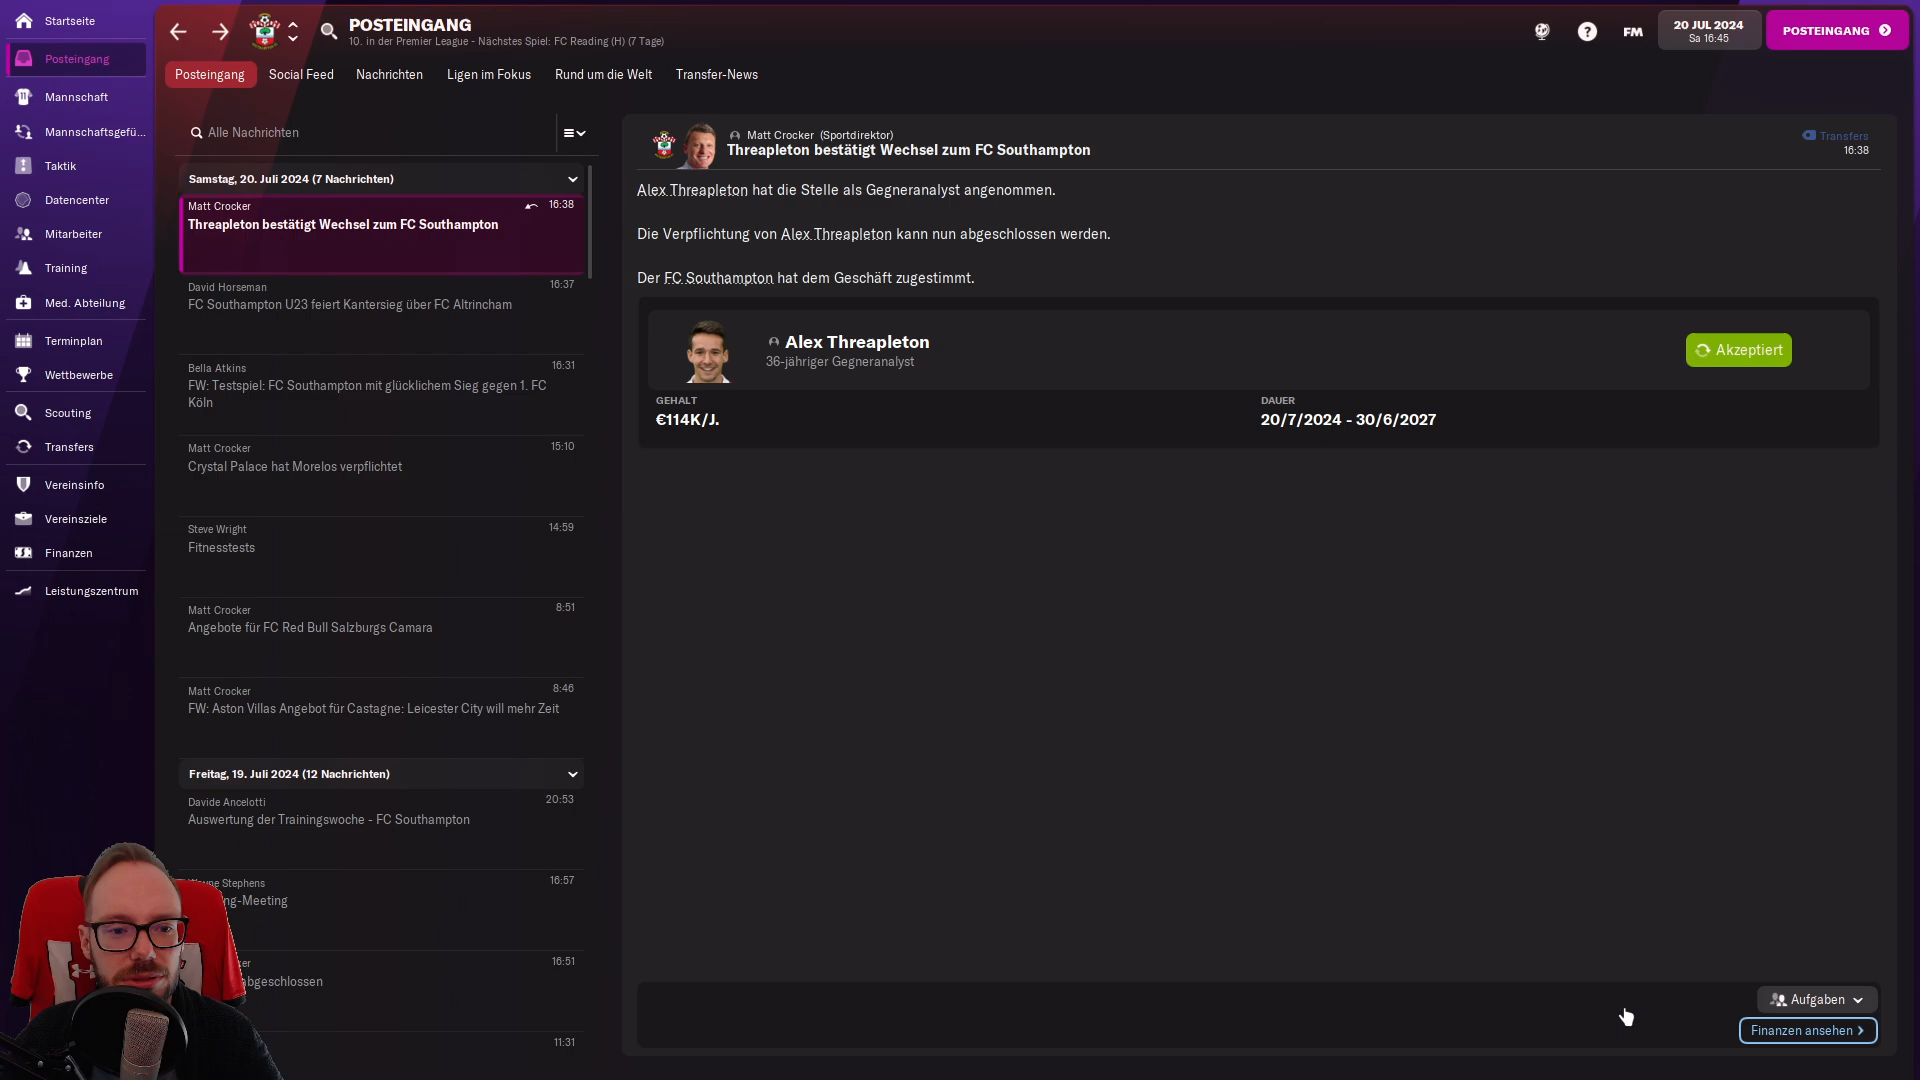 Startseite
Posteingang
Mannschaft
Mannschaftsgefü...
Taktik
Datencenter
Mitarbeiter
Training
Med. Abteilung
Terminplan
Wettbewerbe
Scouting
Transfers
Vereinsinfo
Vereinsziele
Finanzen
Leistungszentrum
POSTEINGANG
10. in der Premier League - Nächstes Spiel: FC Reading (H) (7 Tage)
FM
20 JUL 2024
Sa 16:45
POSTEINGANG
Posteingang
Social Feed
Nachrichten
Ligen im Fokus
Rund um die Welt
Transfer-News
Alle Nachrichten
Samstag, 20. Juli 2024 (7 Nachrichten)
Matt Crocker
16:38
Threapleton bestätigt Wechsel zum FC Southampton
David Horseman
16:37
FC Southampton U23 feiert Kantersieg über FC Altrincham
Bella Atkins
16:31
FW: Testspiel: FC Southampton mit glücklichem Sieg gegen 1. FC
Köln
Matt Crocker
15:10
Crystal Palace hat Morelos verpflichtet
Steve Wright
14:59
Fitnesstests
Matt Crocker
8:51
Angebote für FC Red Bull Salzburgs Camara
Matt Crocker
8:46
FW: Aston Villas Angebot für Castagne: Leicester City will mehr Zeit
Freitag, 19. Juli 2024 (12 Nachrichten)
Davide Ancelotti
20:53
Auswertung der Trainingswoche - FC Southampton
Stephens
16:57
ng-Meeting
16:51
abgeschlossen
11:31
Matt Crocker (Sportdirektor)
Threapleton bestätigt Wechsel zum FC Southampton
Transfers
16:38
Alex Threapleton hat die Stelle als Gegneranalyst angenommen.
Die Verpflichtung von Alex Threapleton kann nun abgeschlossen werden.
Der FC Southampton hat dem Geschäft zugestimmt.
Alex Threapleton
36-jähriger Gegneranalyst
Akzeptiert
GEHALT
€114K/J.
DAUER
20/7/2024 - 30/6/2027
Aufgaben
Finanzen ansehen